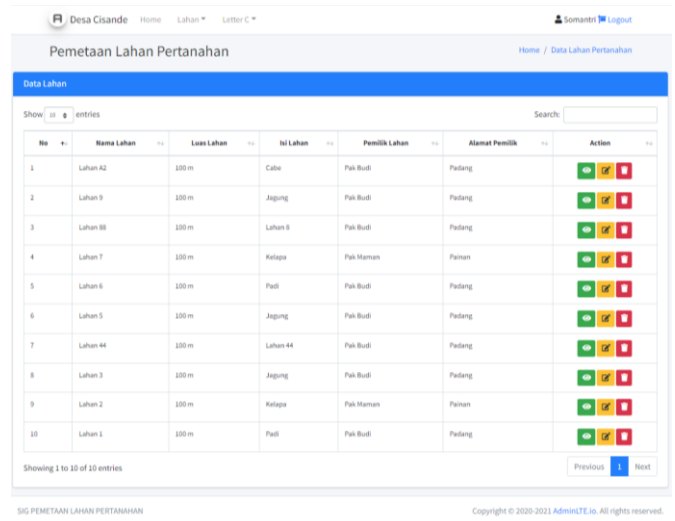 Desa Cisande Home Lahan Letter C Somantri Logout
Pemetaan Lahan Pertanahan Home / Data Lahan Pertanahan
Data Lahan
Show 10 entries Search:
No Nama Lahan Luas Lahan Isi Lahan Pemilik Lahan Alamat Pemilik Action
1 Lahan A2 100 m Cabe Pak Budi Padang
2 Lahan 9 100 m Jagung Pak Budi Padang
3 Lahan 88 100 m Lahan 8 Pak Budi Padang
4 Lahan 7 100 m Kelapa Pak Maman Painan
5 Lahan 6 100 m Padi Pak Budi Padang
6 Lahan 5 100 m Jagung Pak Budi Padang
7 Lahan 44 100 m Lahan 44 Pak Budi Padang
8 Lahan 3 100 m Jagung Pak Budi Padang
9 Lahan 2 100 m Kelapa Pak Maman Painan
10 Lahan 1 100 m Padi Pak Budi Padang
Showing 1 to 10 of 10 entries Previous 1 Next
SIG PEMETAAN LAHAN PERTANAHAN Copyright © 2020-2021 AdminLTE.io. All rights reserved.